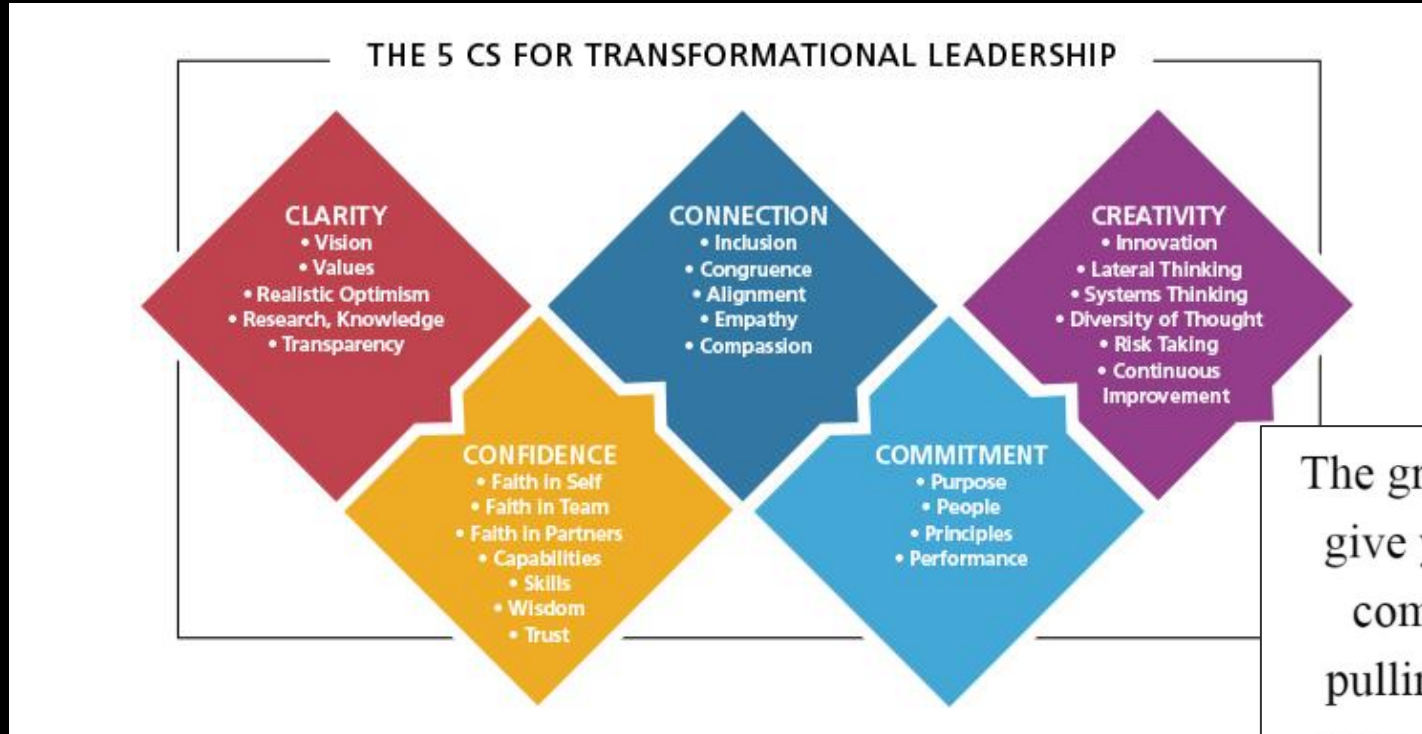 THE 5 CS FOR TRANSFORMATIONAL LEADERSHIP
CLARITY
• Vision
• Values
• Realistic Optimism
• Research, Knowledge
• Transparency
CONNECTION
• Inclusion
• Congruence
• Alignment
• Empathy
• Compassion
CREATIVITY
• Innovation
• Lateral Thinking
• Systems Thinking
• Diversity of Thought
• Risk Taking
• Continuous
Improvement
CONFIDENCE
• Faith in Self
• Faith in Team
• Faith in Partners
• Capabilities
• Skills
• Wisdom
• Trust
COMMITMENT
• Purpose
• People
• Principles
• Performance
The
give